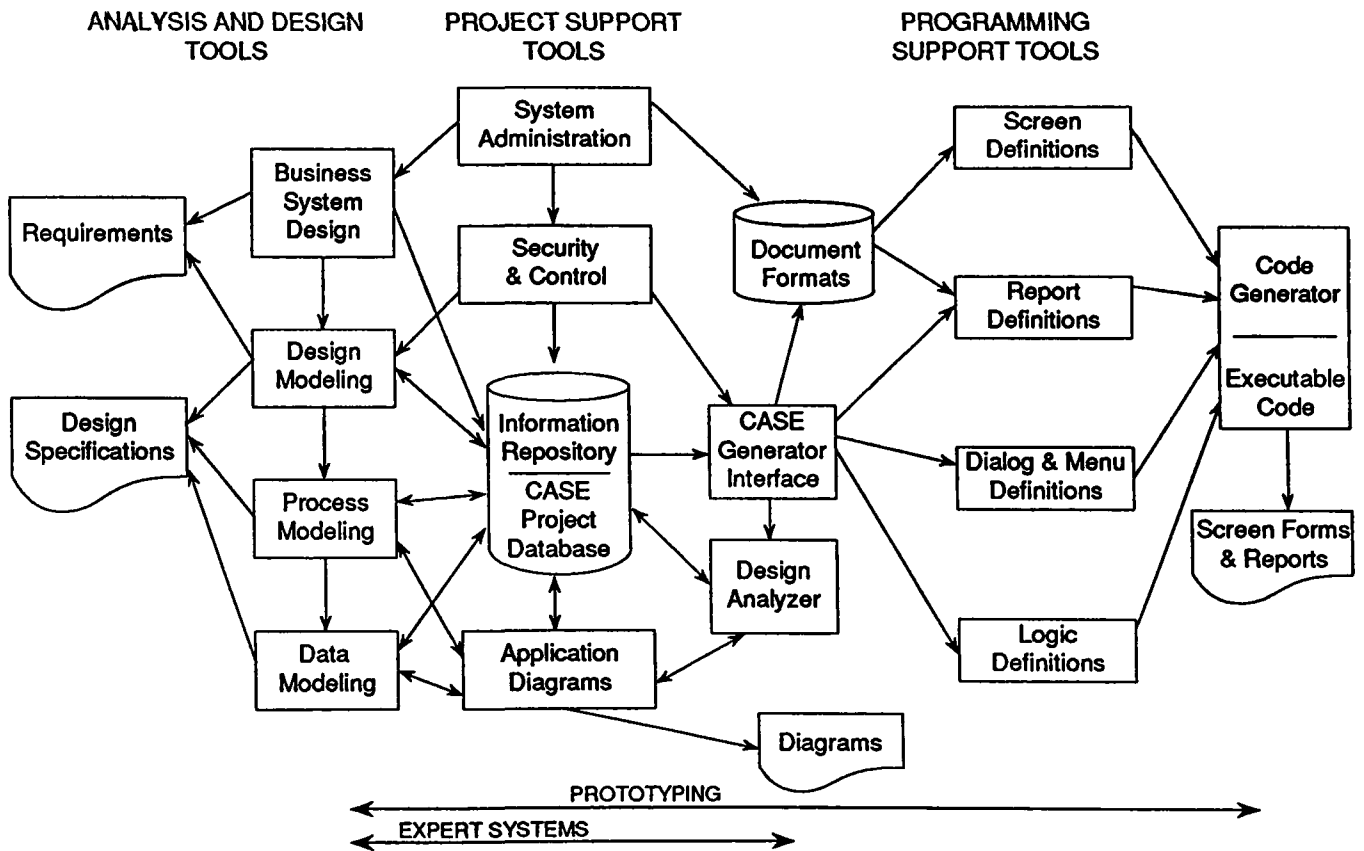 ANALYSIS AND DESIGN
TOOLS
PROJECT SUPPORT
TOOLS
PROGRAMMING
SUPPORT TOOLS
System
Administration
Screen
Definitions
Business
System
Design
Requirements
Security
& Control
Document
Formats
Code
Generator
Executable
Code
Report
Definitions
Design
Modeling
Design
Specifications
Information
Repository
CASE
Project
Database
CASE
Generator
Interface
Dialog & Menu
Definitions
Process
Modeling
Screen Forms
& Reports
Design
Analyzer
Data
Modeling
Application
Diagrams
Logic
Definitions
Diagrams
PROTOTYPING
EXPERT SYSTEMS